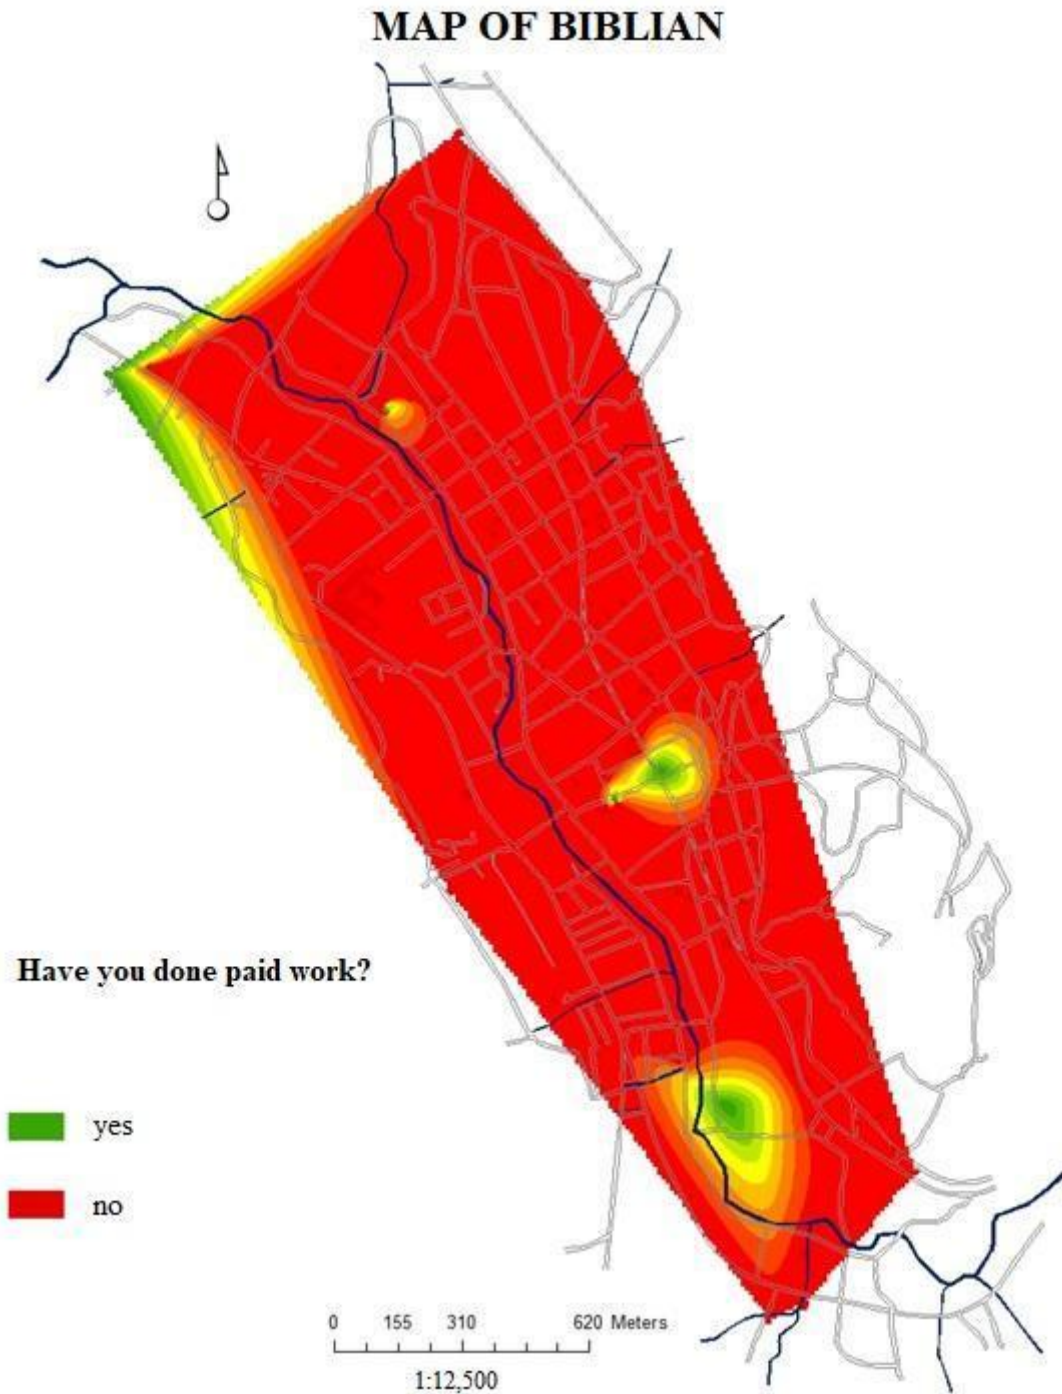 MAP OF BIBLIAN
Have you done paid work?
yes
no
0 155 310 620 Meters
1:12,500